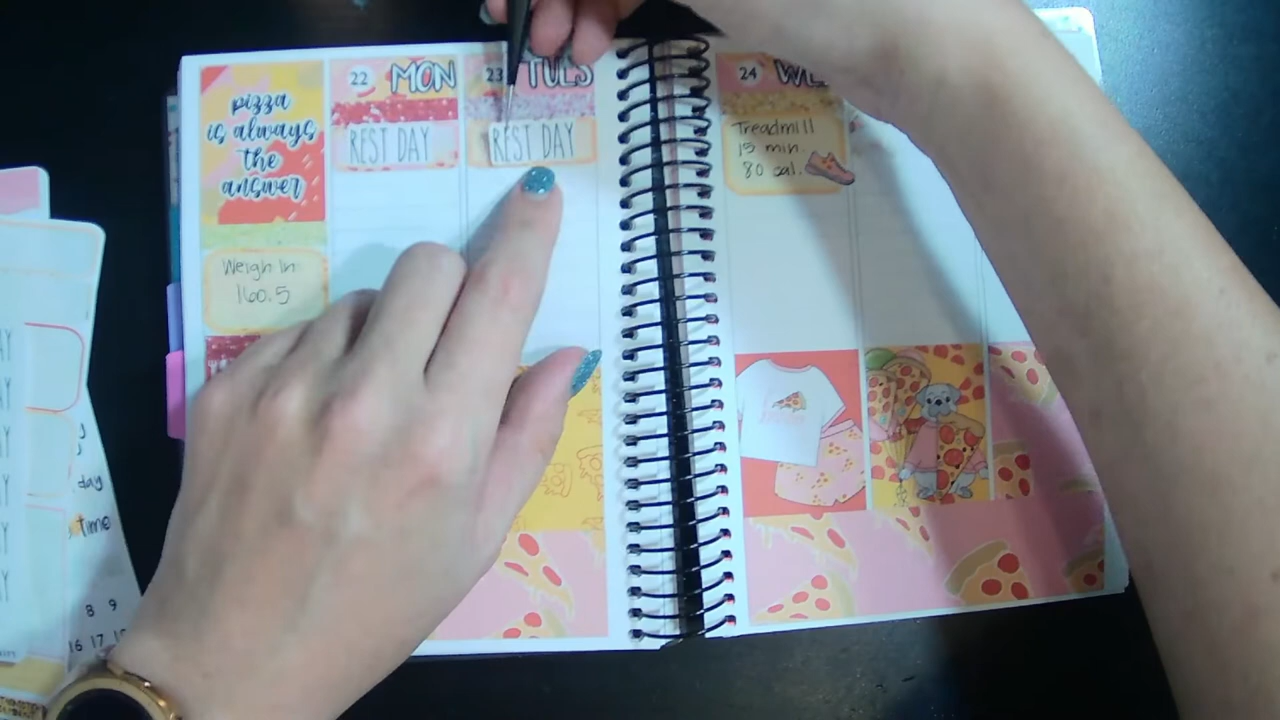 pizza
is always
the
answer
Weigh In
160.5
22 MON
REST DAY
23 TUES
REST DAY
24 WE
Treadmill
15 min.
80 cal.
day
time
8 9
16 17